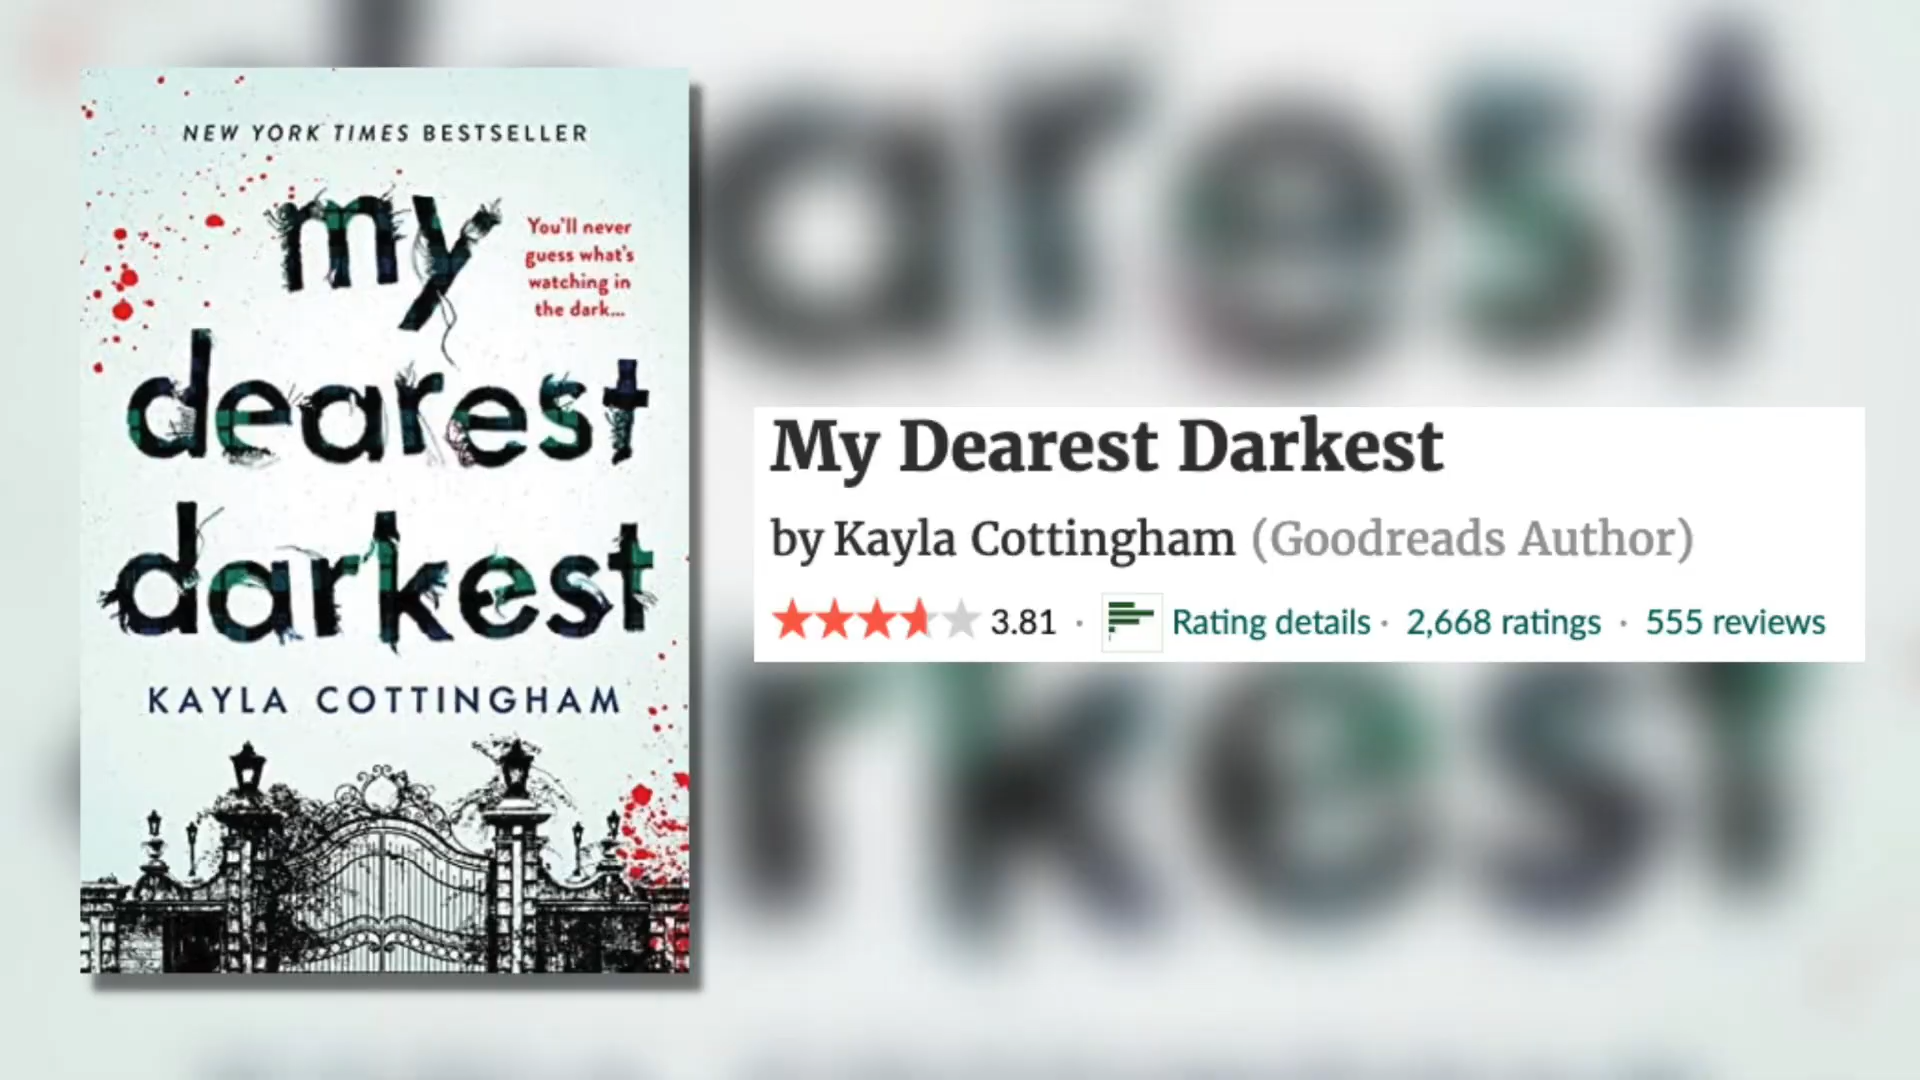 NEW YORK TIMES BESTSELLER
my
You'll never
guess what's
watching in
the dark...
dearest
darkest
KAYLA COTTINGHAM
My Dearest Darkest
by Kayla Cottingham (Goodreads Author)
3.81 · Rating details · 2,668 ratings · 555 reviews